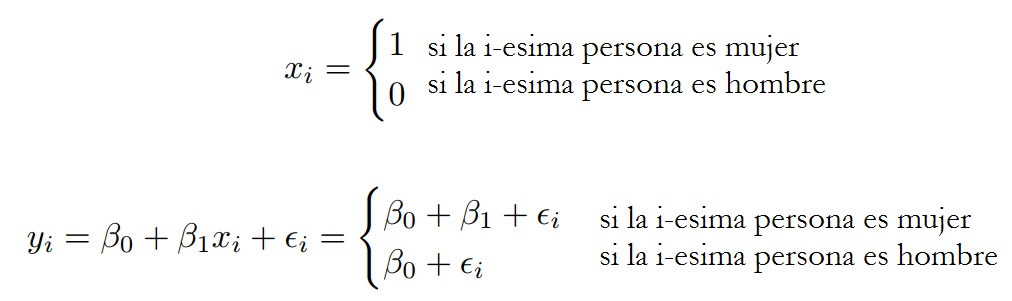 xᵢ = { 1 si la i-esima persona es mujer
0 si la i-esima persona es hombre
yᵢ = β₀ + β₁xᵢ + ϵᵢ = { β₀ + β₁ + ϵᵢ si la i-esima persona es mujer
β₀ + ϵᵢ si la i-esima persona es hombre